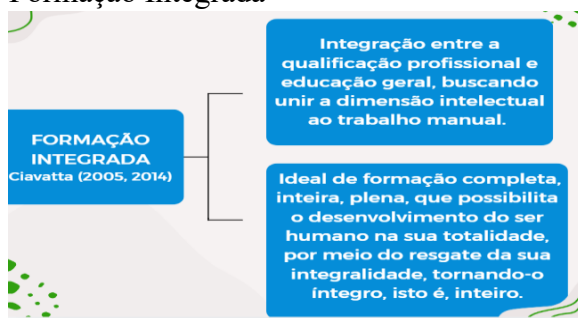 Formação Integrada
FORMAÇÃO
INTEGRADA
Ciavatta (2005, 2014)
Integração entre a
qualificação profissional e
educação geral, buscando
unir a dimensão intelectual
ao trabalho manual.
Ideal de formação completa,
inteira, plena, que possibilita
o desenvolvimento do ser
humano na sua totalidade,
por meio do resgate da sua
integralidade, tornando-o
íntegro, isto é, inteiro.